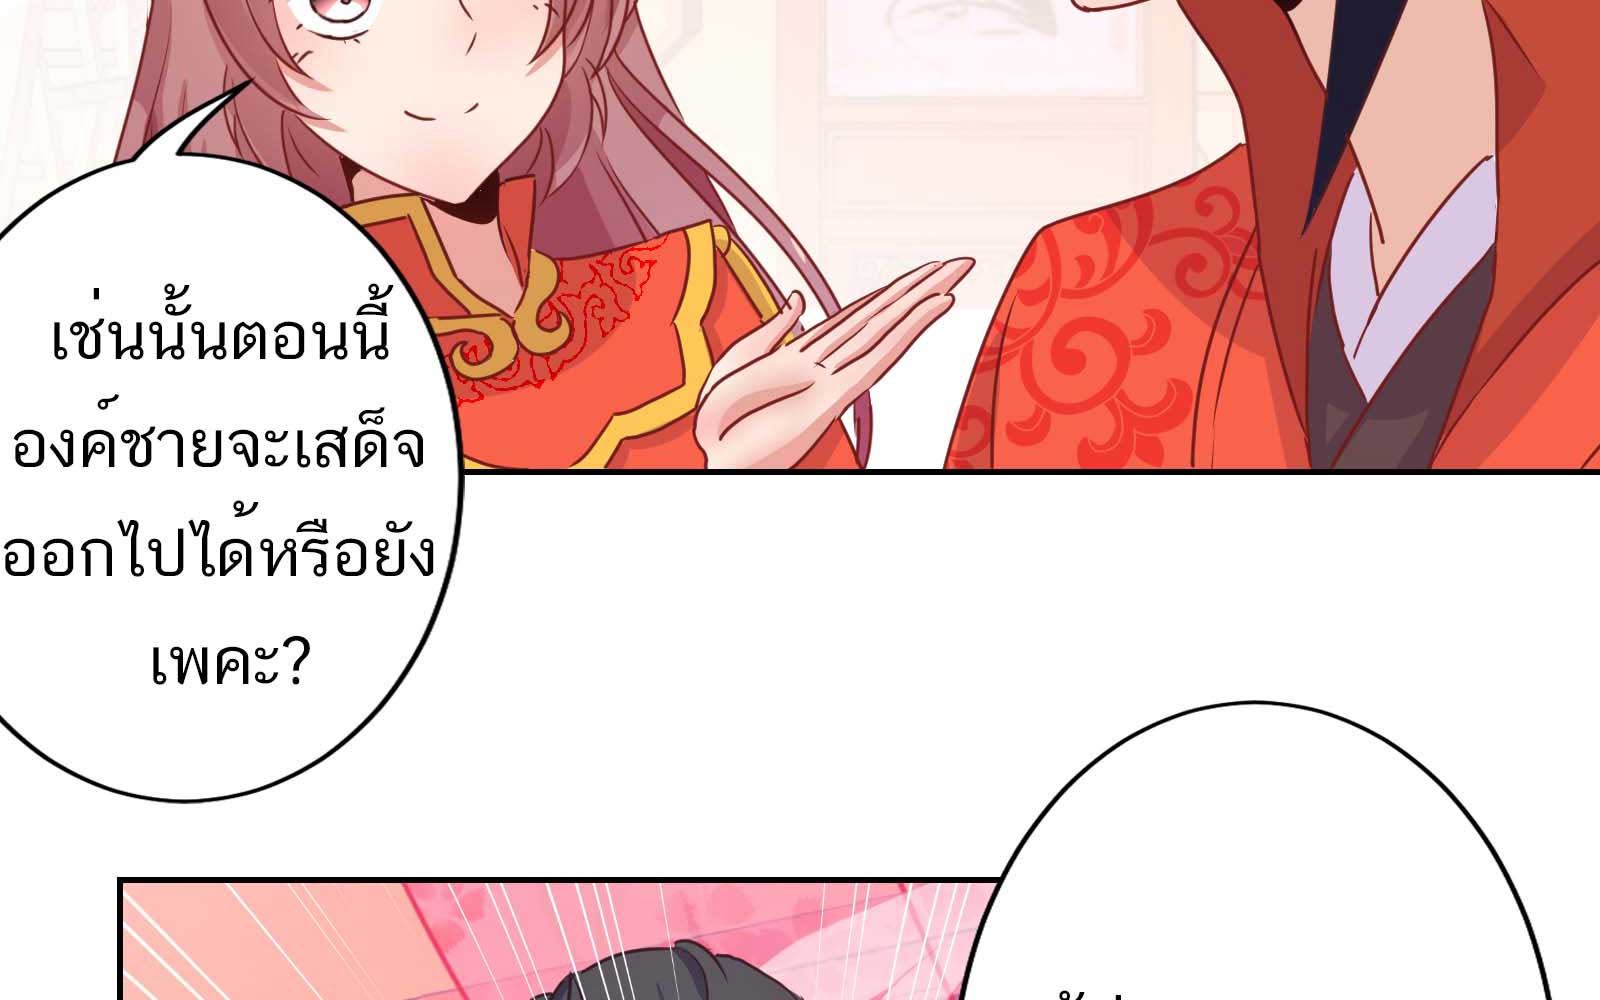 เช่นนั้นตอนนี้
องค์ชายจะเสด็จ
ออกไปได้หรือยัง
เพคะ?